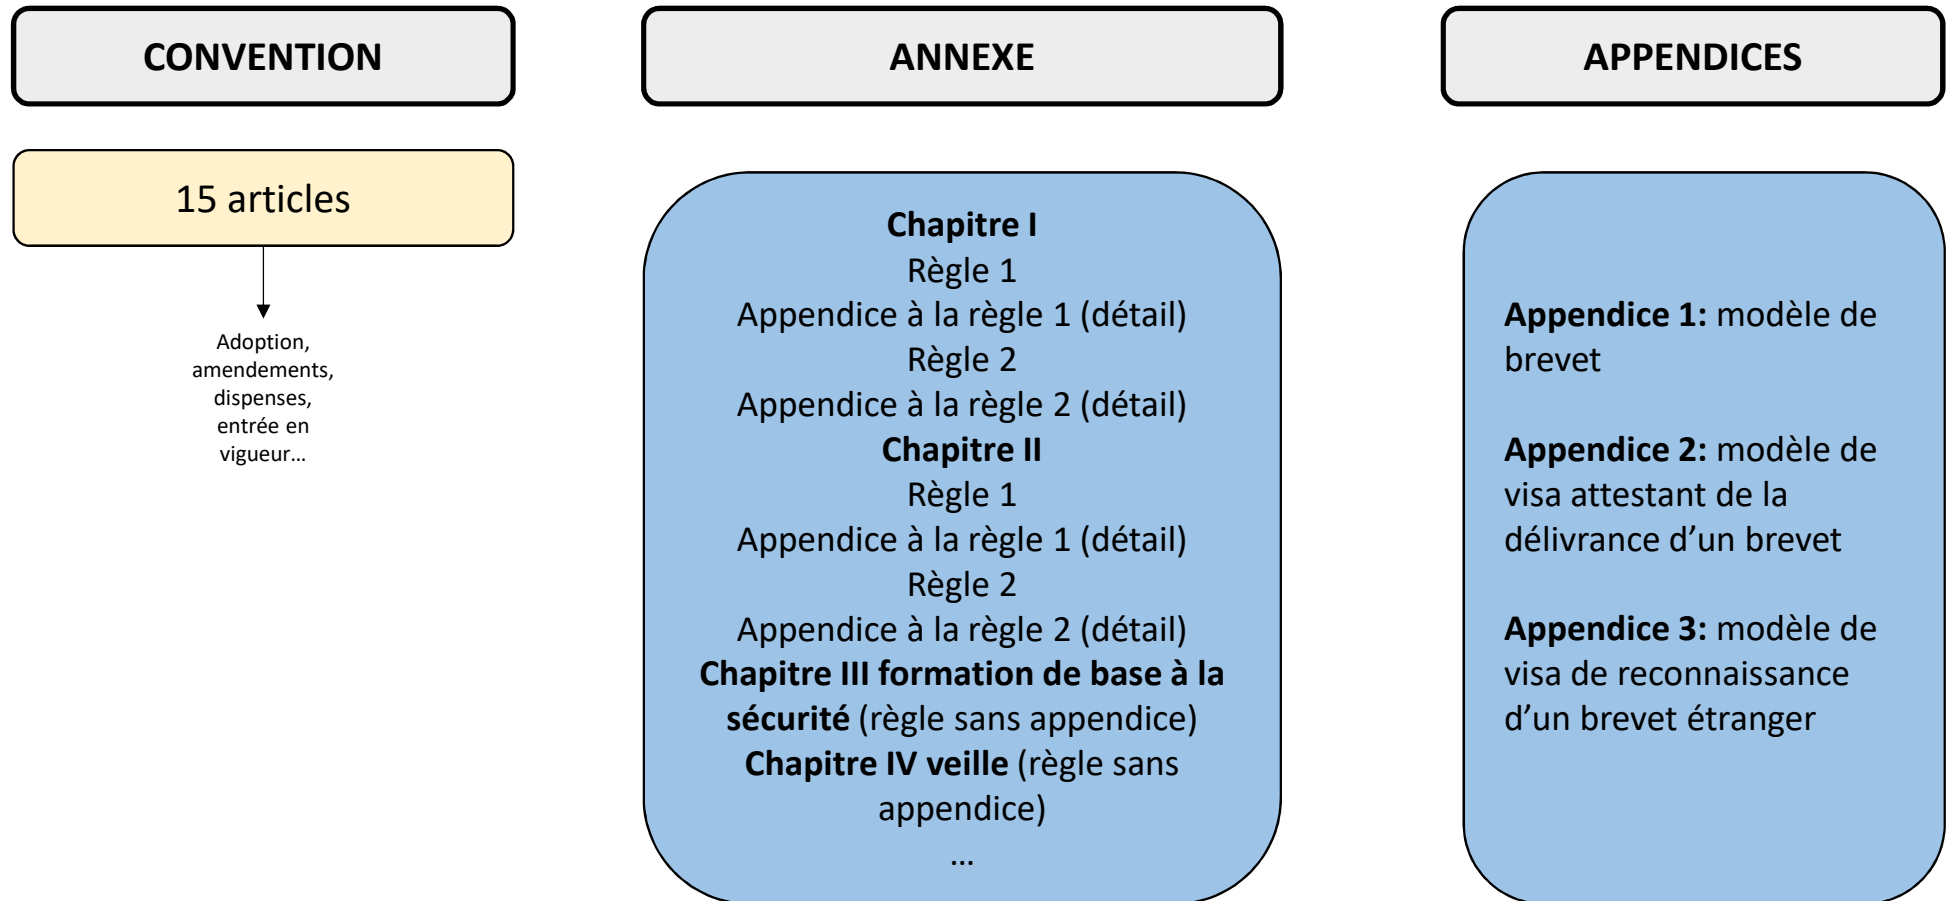 CONVENTION
15 articles
Adoption,
amendements,
dispenses,
entrée en
vigueur…
ANNEXE
Chapitre I
Règle 1
Appendice à la règle 1 (détail)
Règle 2
Appendice à la règle 2 (détail)
Chapitre II
Règle 1
Appendice à la règle 1 (détail)
Règle 2
Appendice à la règle 2 (détail)
Chapitre III formation de base à la
sécurité (règle sans appendice)
Chapitre IV veille (règle sans
appendice)
…
APPENDICES
Appendice 1: modèle de
brevet
Appendice 2: modèle de
visa attestant de la
délivrance d’un brevet
Appendice 3: modèle de
visa de reconnaissance
d’un brevet étranger